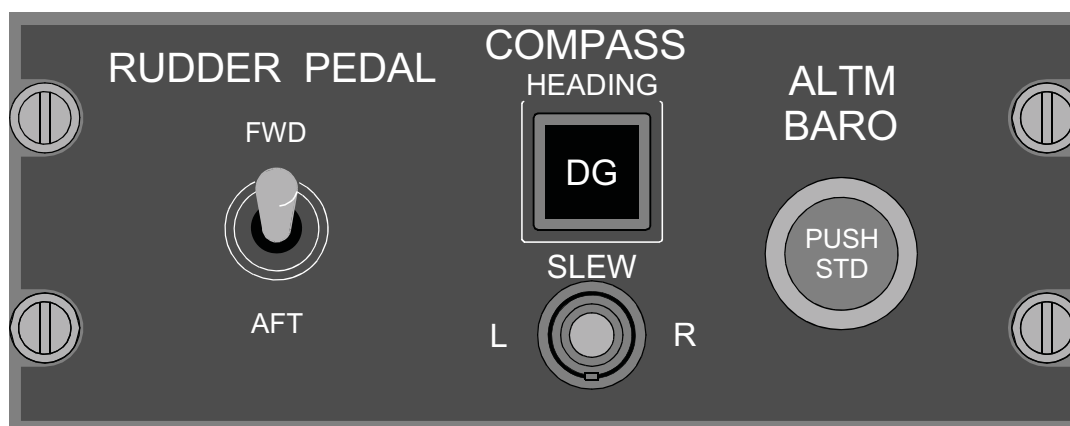 RUDDER PEDAL
FWD
AFT
COMPASS
HEADING
DG
SLEW
L R
ALTM
BARO
PUSH
STD